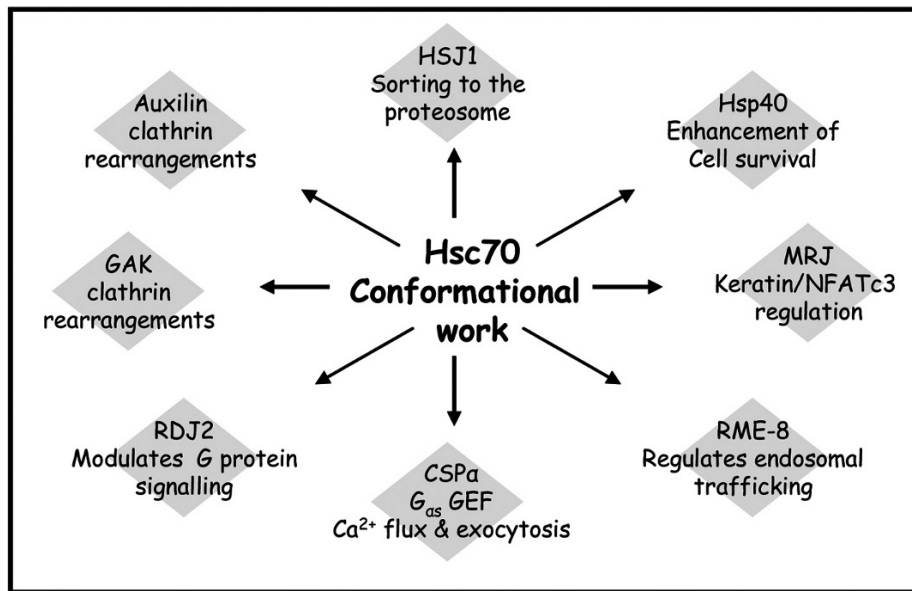 HSJ1
Sorting to the
proteosome
Auxilin
clathrin
rearrangements
Hsp40
Enhancement of
Cell survival
Hsc70
Conformational
work
GAK
clathrin
rearrangements
MRJ
Keratin/NFATc3
regulation
RDJ2
Modulates G protein
signalling
CSPα
Gαs GEF
Ca²⁺ flux & exocytosis
RME-8
Regulates endosomal
trafficking